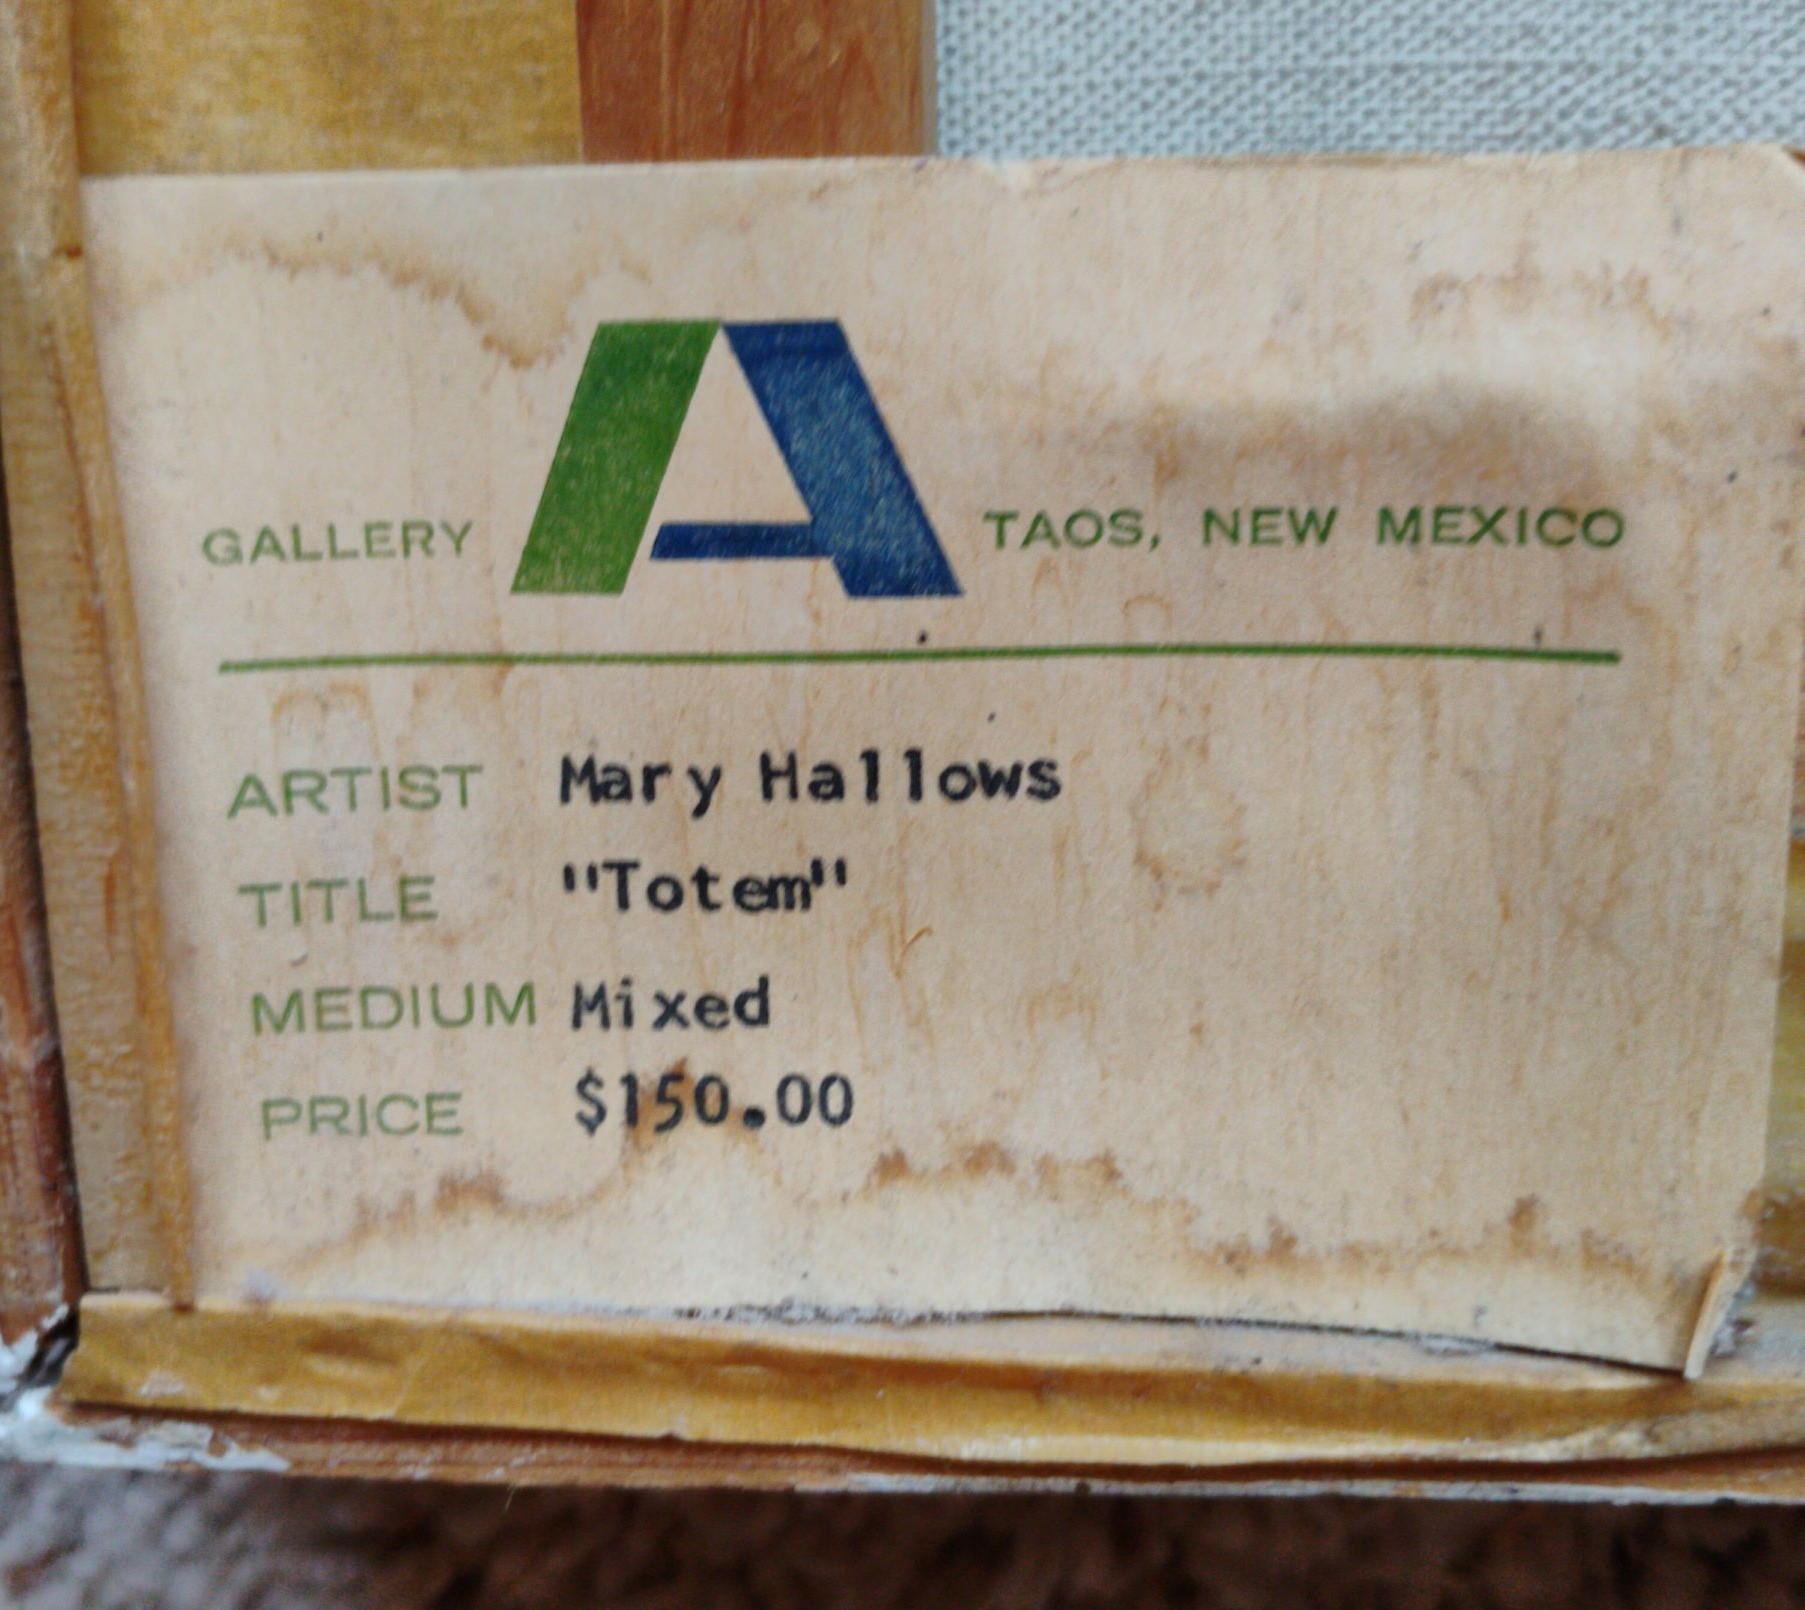 GALLERY A TAOS, NEW MEXICO
ARTIST Mary Hallows
TITLE "Totem"
MEDIUM Mixed
PRICE $150.00